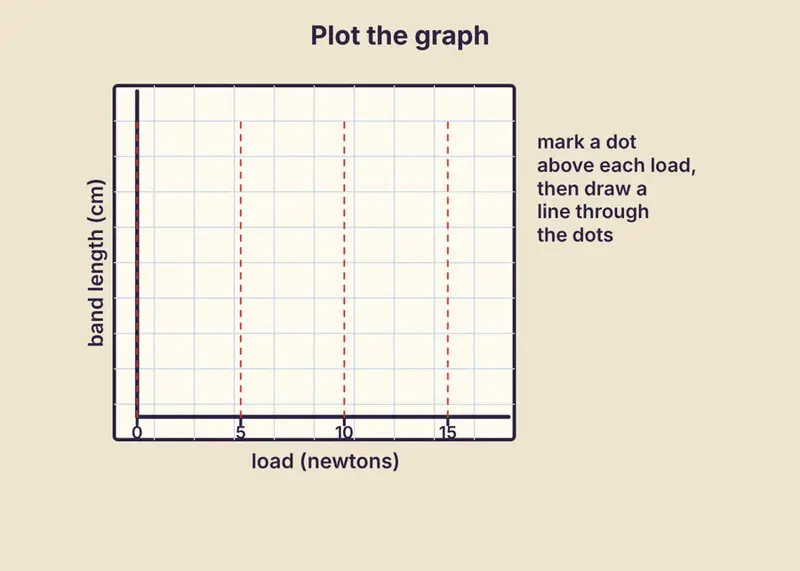 Plot the graph
mark a dot
above each load,
then draw a
line through
the dots
band length (cm)
0 5 10 15
load (newtons)